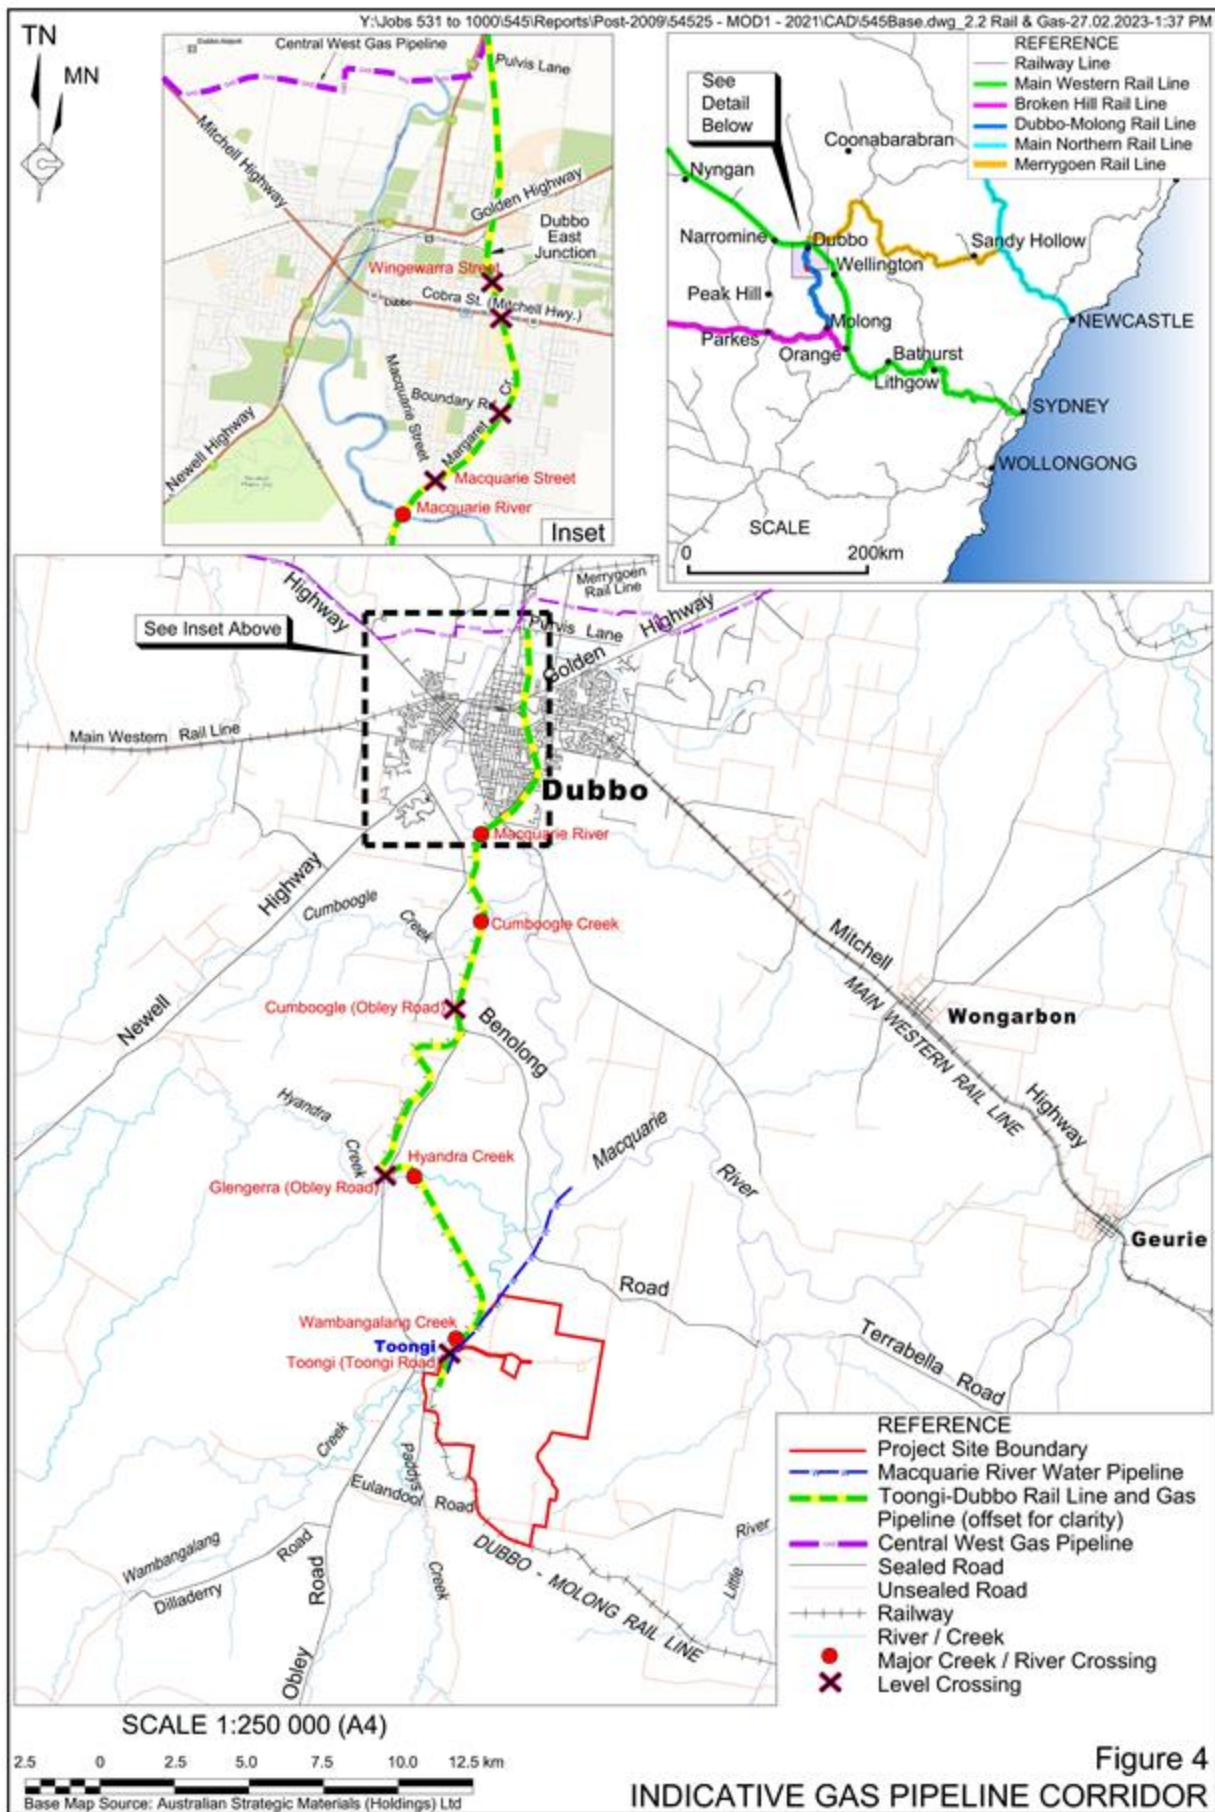 Y:\Jobs 531 to 1000\545\Reports\Post-2009\54525 - MOD1 - 2021\CAD\545Base.dwg_2.2 Rail & Gas-27.02.2023-1:37 PM
TN
MN
Dubbo Airport
Central West Gas Pipeline
Pulvis Lane
Mitchell Highway
Golden Highway
Dubbo
East
Junction
Wingewarra Street
Cobra St. (Mitchell Hwy.)
Dubbo
Macquarie Street
Boundary R
Margaret Cr.
Newell Highway
Macquarie Street
Macquarie River
Inset
See
Detail
Below
REFERENCE
Railway Line
Main Western Rail Line
Broken Hill Rail Line
Dubbo-Molong Rail Line
Main Northern Rail Line
Merrygoen Rail Line
Coonabarabran
Nyngan
Narromine
Dubbo
Sandy Hollow
Wellington
Peak Hill
Molong
NEWCASTLE
Parkes
Orange
Bathurst
Lithgow
SYDNEY
WOLLONGONG
SCALE
0 200km
Highway
Merrygoen
Rail Line
See Inset Above
Purvis Lane
Highway
Golden
Main Western Rail Line
Dubbo
Macquarie River
Highway
Cumboogle
Creek
Cumboogle Creek
Mitchell
Newell
Cumboogle (Obley Road)
Benolong
MAIN WESTERN RAIL LINE
Wongarbon
Highway
Hyandra
Creek
Macquarie
River
Hyandra Creek
Glengerra (Obley Road)
Geurie
Road
Wambangalang Creek
Toongi
Toongi (Toongi Road
Terrabella Road
Creek
Paddys
Eulandool Road
Wambangalang
Road
Dilladerry
Road
Creek
Obley
DUBBO - MOLONG RAIL LINE
River
Little
REFERENCE
Project Site Boundary
Macquarie River Water Pipeline
Toongi-Dubbo Rail Line and Gas
Pipeline (offset for clarity)
Central West Gas Pipeline
Sealed Road
Unsealed Road
Railway
River / Creek
Major Creek / River Crossing
Level Crossing
SCALE 1:250 000 (A4)
2.5 0 2.5 5.0 7.5 10.0 12.5 km
Base Map Source: Australian Strategic Materials (Holdings) Ltd
Figure 4
INDICATIVE GAS PIPELINE CORRIDOR